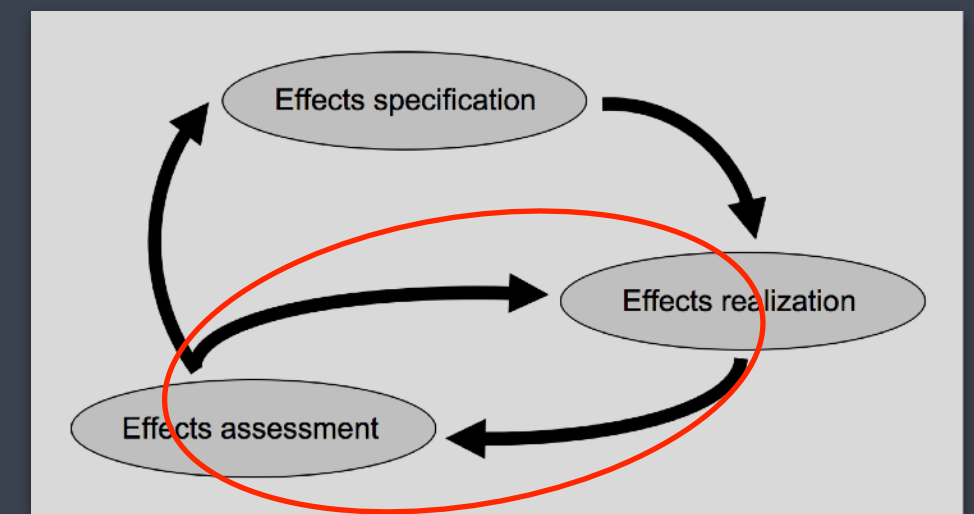 Effects specification
Effects realization
Effects assessment